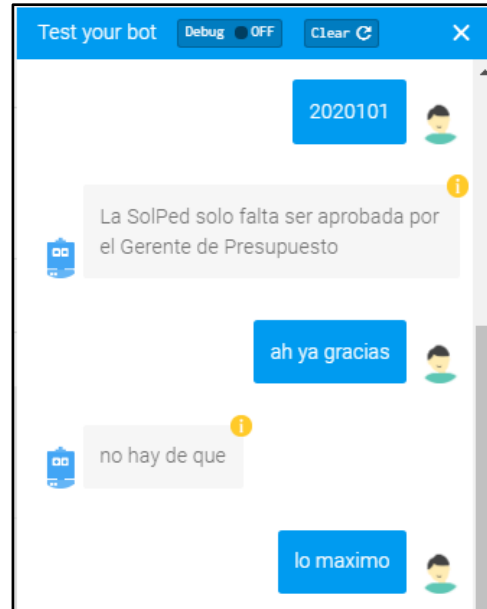 Test your bot Debug OFF Clear
2020101
La SolPed solo falta ser aprobada por
el Gerente de Presupuesto
ah ya gracias
no hay de que
lo maximo